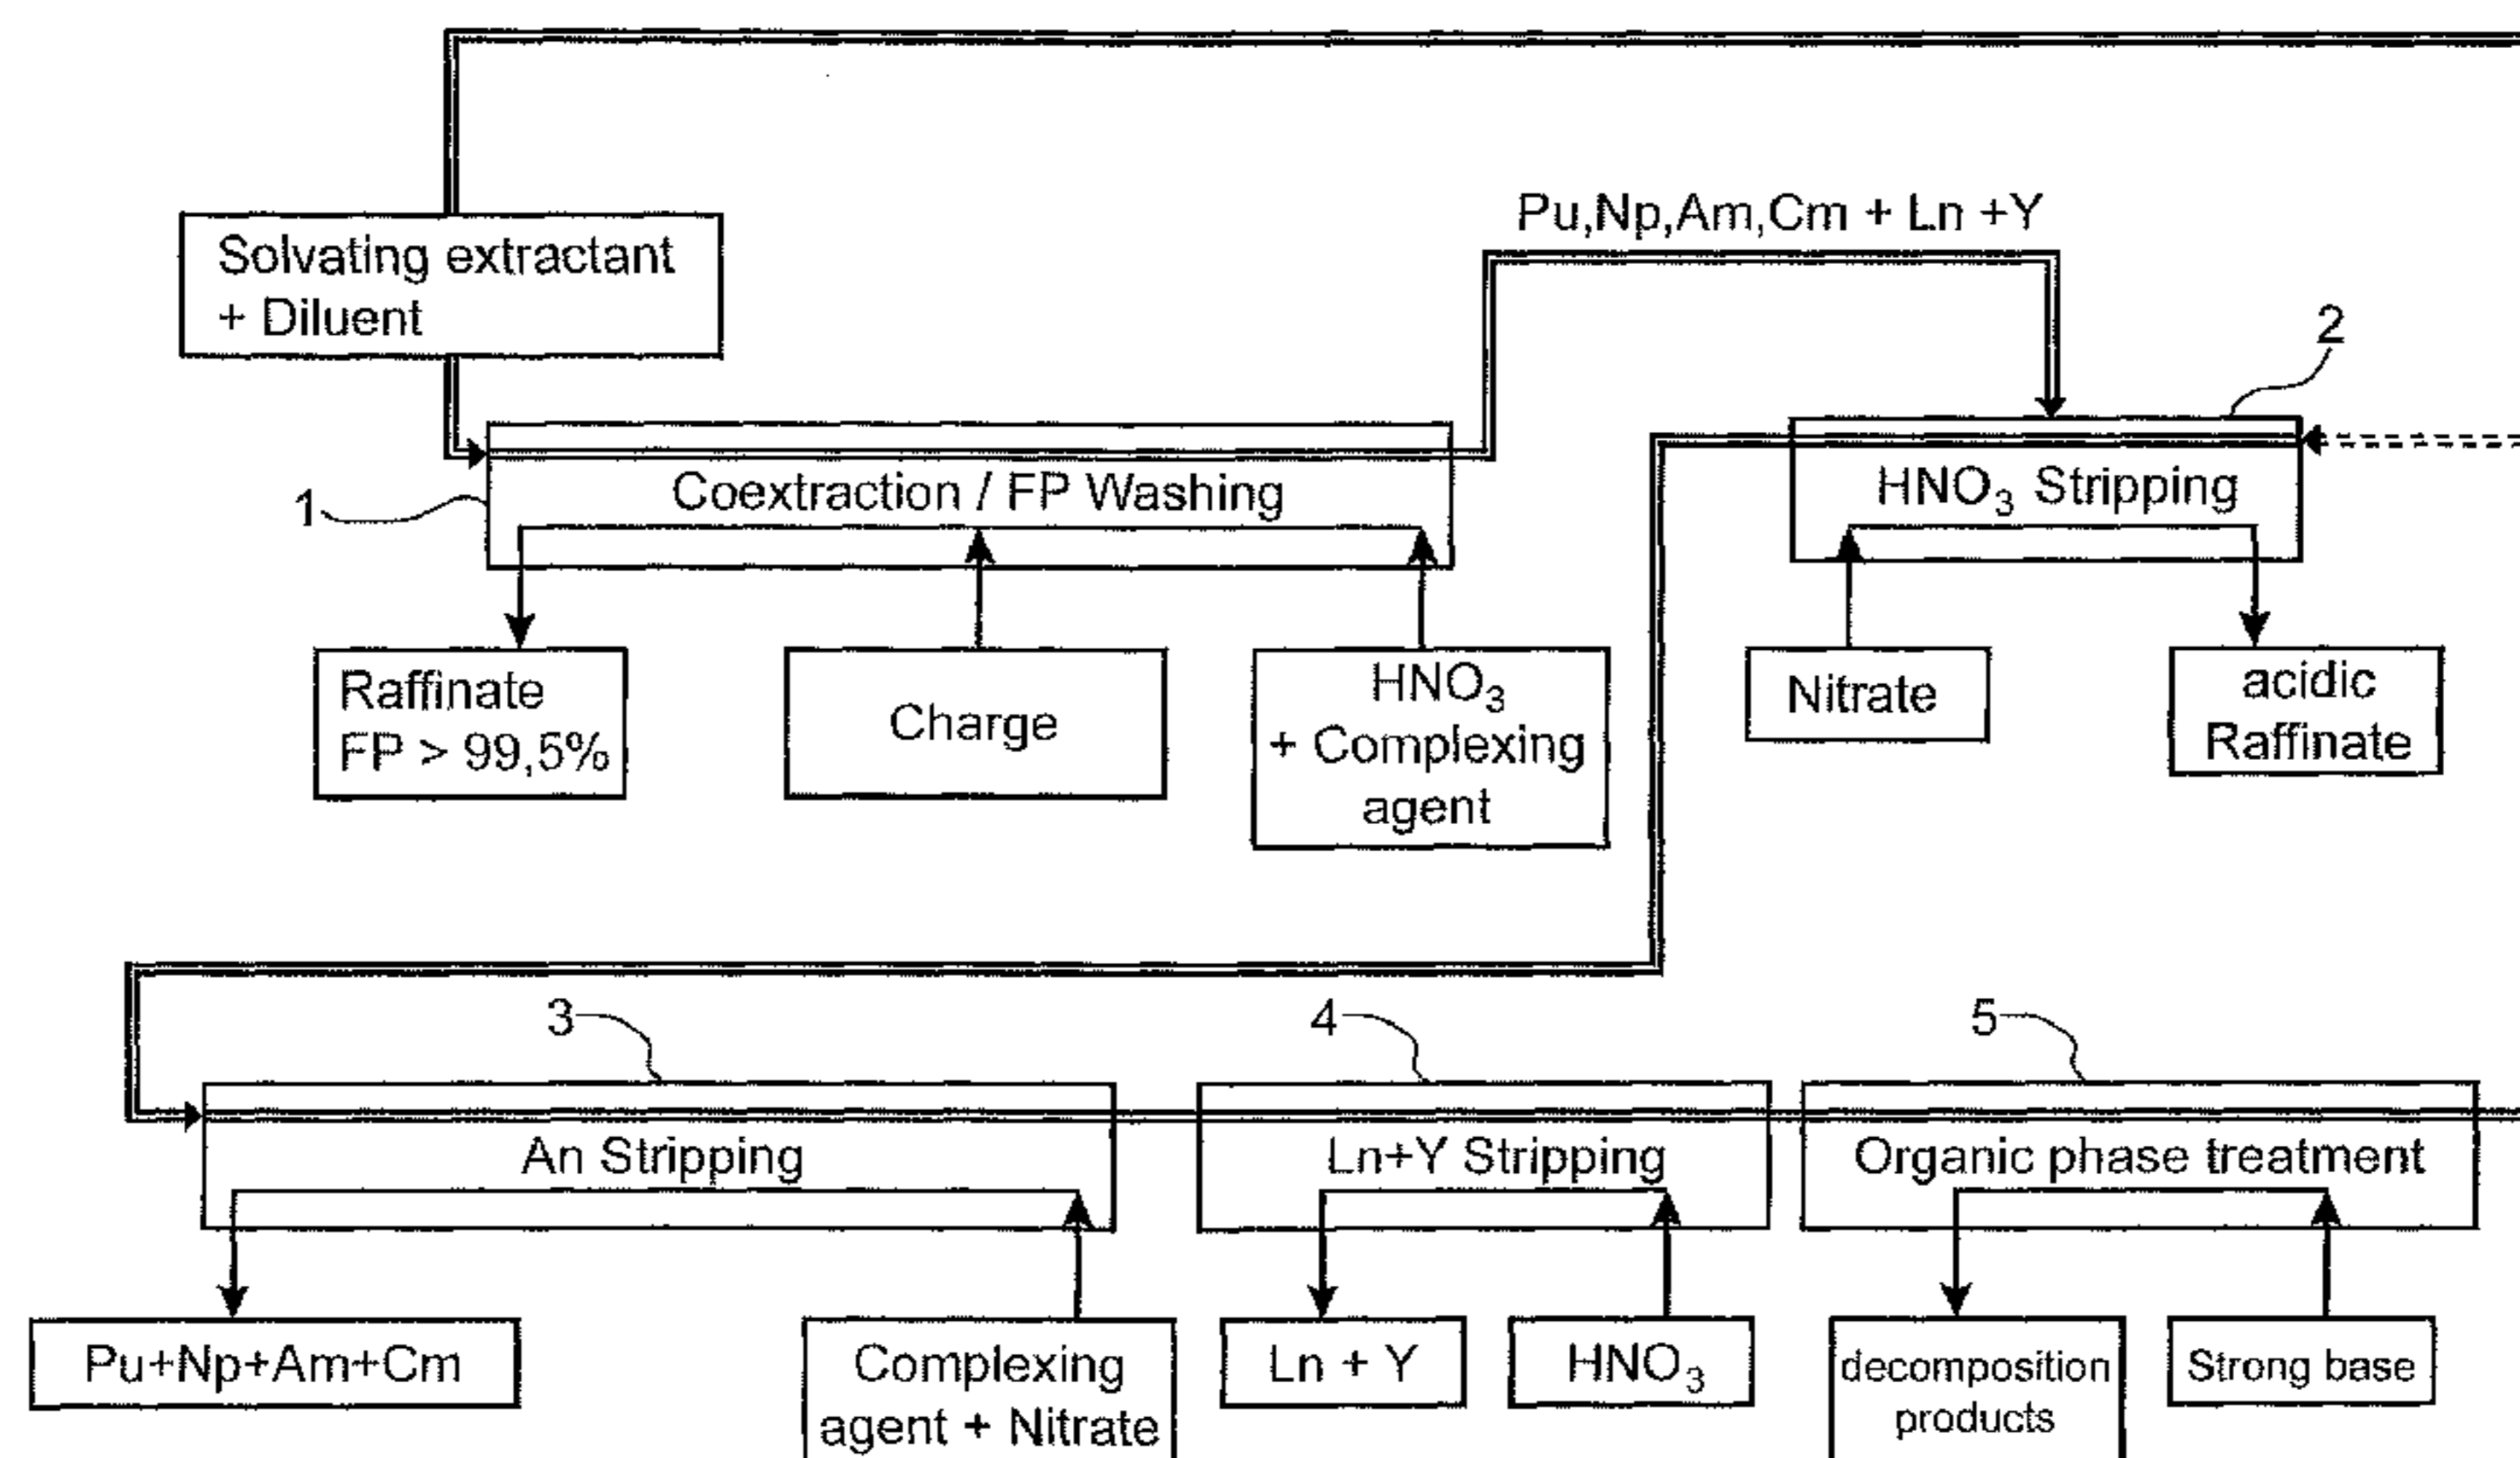 Solvating extractant
+ Diluent
Pu,Np,Am,Cm + Ln +Y
2
1
Coextraction / FP Washing
HNO₃ Stripping
Raffinate
FP > 99,5%
Charge
HNO₃
+ Complexing
agent
Nitrate
acidic
Raffinate
3
4
5
An Stripping
Ln+Y Stripping
Organic phase treatment
Pu+Np+Am+Cm
Complexing
agent + Nitrate
Ln + Y
HNO₃
decomposition
products
Strong base